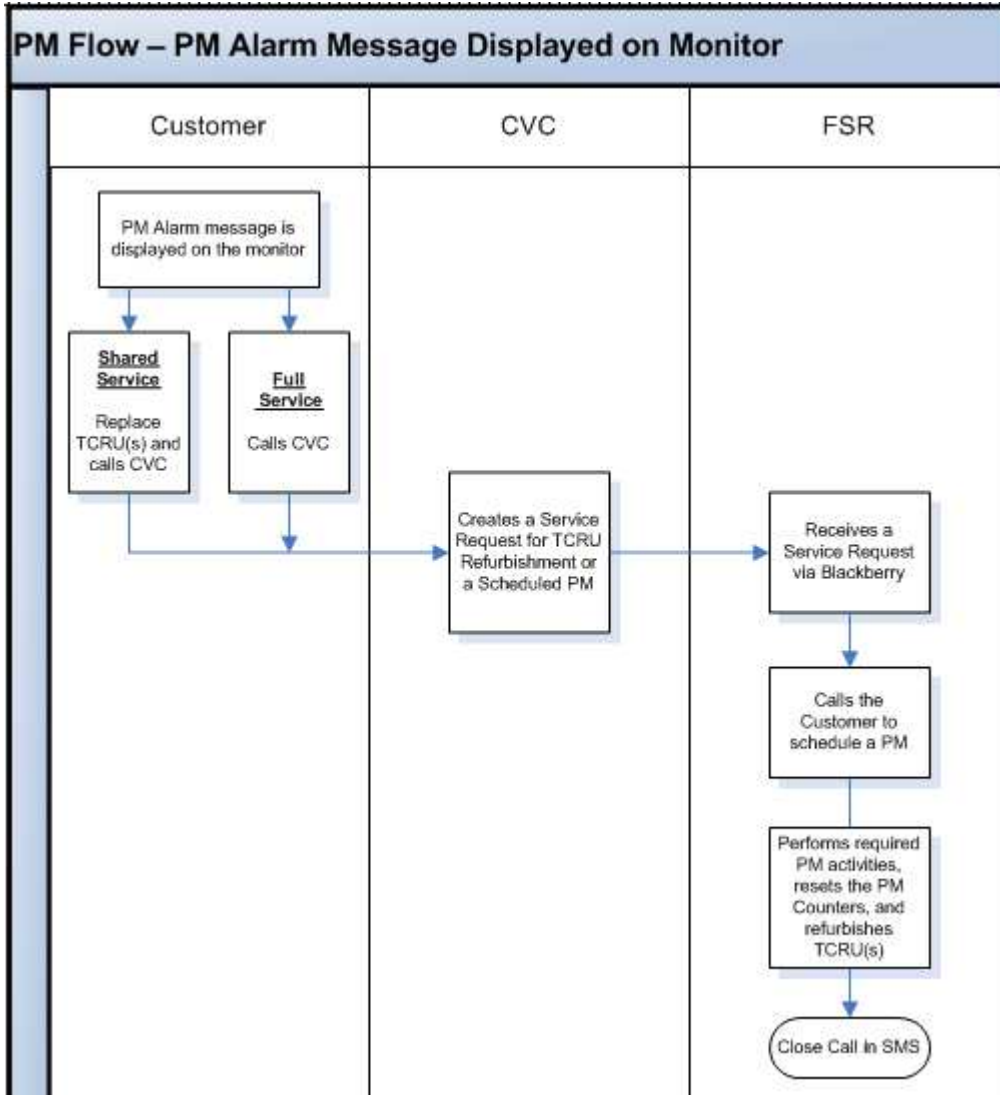 PM Flow – PM Alarm Message Displayed on Monitor
Customer
CVC
FSR
PM Alarm message is
displayed on the monitor
Shared
Service
Replace
TCRU(s) and
calls CVC
Full
Service
Calls CVC
Creates a Service
Request for TCRU
Refurbishment or
a Scheduled PM
Receives a
Service Request
via Blackberry
Calls the
Customer to
schedule a PM
Performs required
PM activities,
resets the PM
Counters, and
refurbishes
TCRU(s)
Close Call in SMS